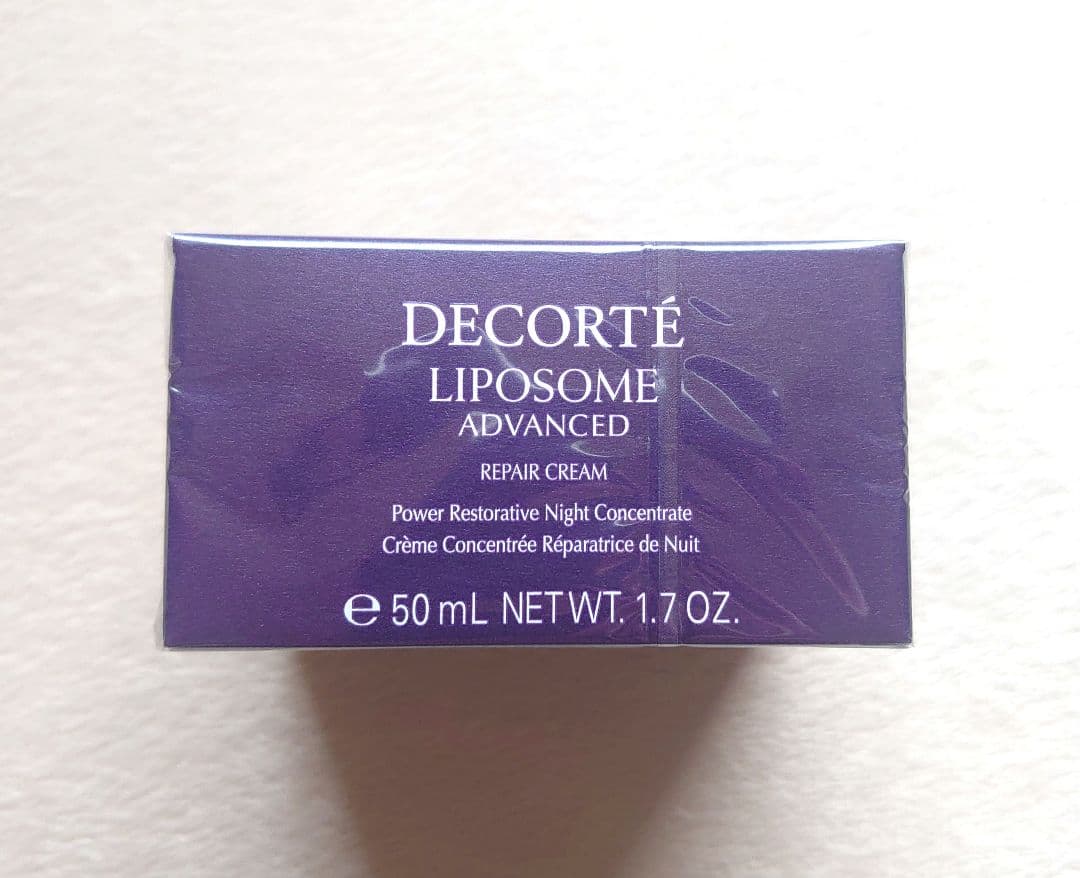 DECORTÉ
LIPOSOME
ADVANCED
REPAIR CREAM
Power Restorative Night Concentrate
Crème Concentrée Réparatrice de Nuit
℮ 50 mL NET WT. 1.7 OZ.